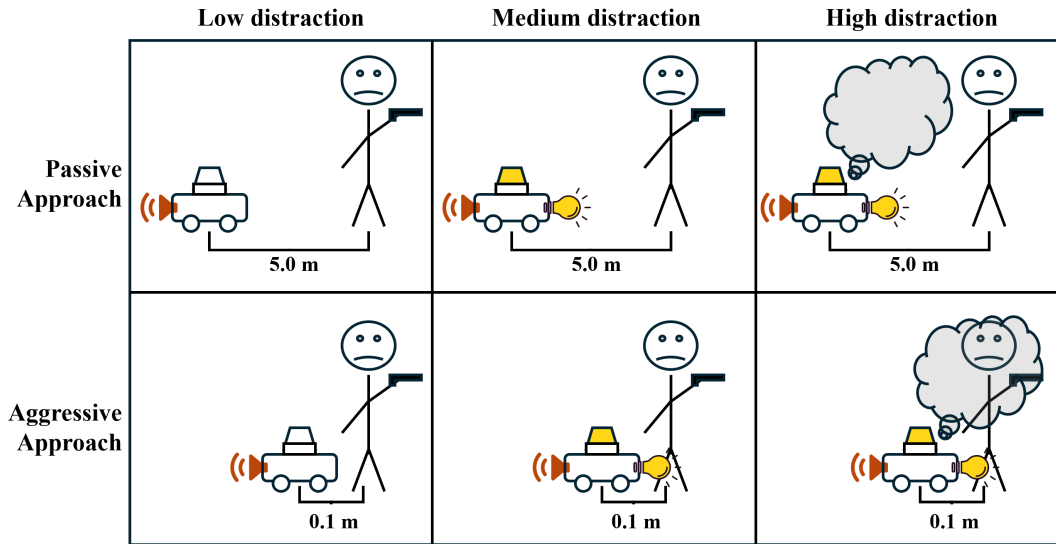 Low distraction
Medium distraction
High distraction
Passive
Approach
5.0 m
5.0 m
5.0 m
Aggressive
Approach
0.1 m
0.1 m
0.1 m